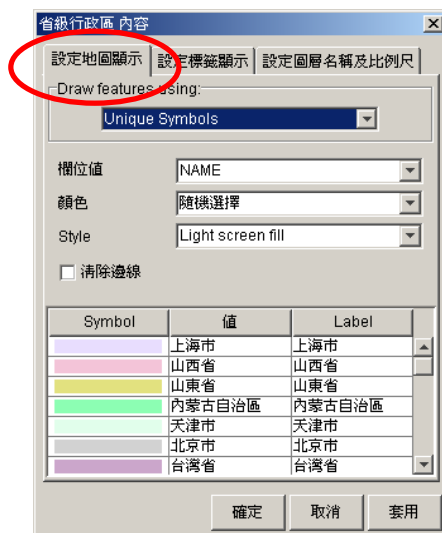 省級行政區 內容
設定地圖顯示 設定標籤顯示 設定圖層名稱及比例尺
Draw features using:
Unique Symbols
欄位值 NAME
顏色 隨機選擇
Style Light screen fill
清除邊線
Symbol 值 Label
上海市 上海市
山西省 山西省
山東省 山東省
內蒙古自治區 內蒙古自治區
天津市 天津市
北京市 北京市
台灣省 台灣省
確定 取消 套用